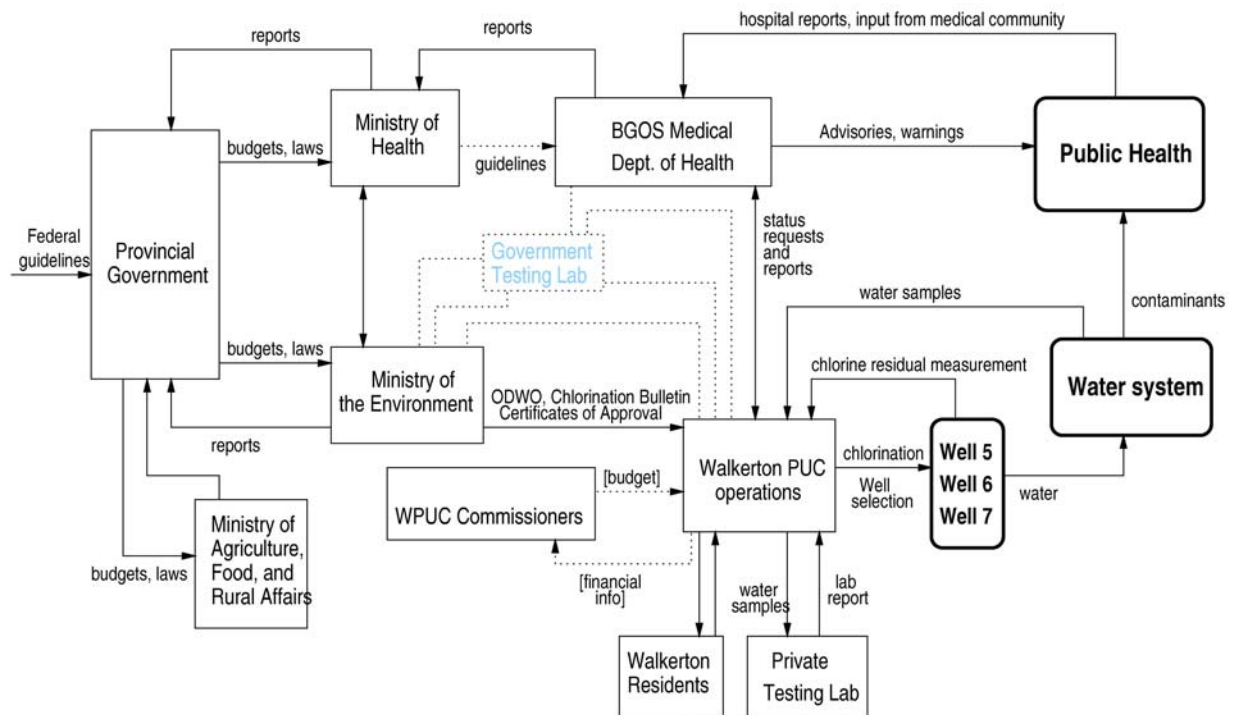 hospital reports, input from medical community
reports
reports
Ministry of
Health
BGOS Medical
Dept. of Health
Advisories, warnings
Public Health
budgets, laws
guidelines
Federal
guidelines
Provincial
Government
Government
Testing Lab
status
requests
and
reports
water samples
contaminants
budgets, laws
chlorine residual measurement
Ministry of
the Environment
ODWO, Chlorination Bulletin
Certificates of Approval
Water system
reports
Walkerton PUC
operations
chlorination
Well
selection
Well 5
Well 6
Well 7
water
[budget]
WPUC Commissioners
Ministry of
Agriculture,
Food, and
Rural Affairs
budgets, laws
[financial
info]
water
samples
lab
report
Walkerton
Residents
Private
Testing Lab